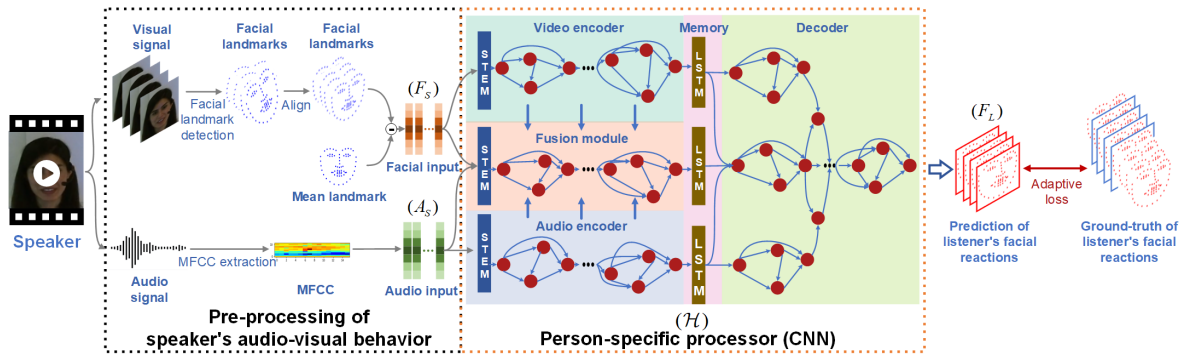 Visual
signal
Facial
landmarks
Facial
landmarks
Facial
landmark
detection
Align
Mean landmark
(F_S)
Facial input
Speaker
Audio
signal
MFCC extraction
MFCC
(A_S)
Audio input
Pre-processing of
speaker's audio-visual behavior
Video encoder
STEM
Fusion module
STEM
Audio encoder
STEM
Memory
LSTM
LSTM
LSTM
Decoder
(ℋ)
Person-specific processor (CNN)
(F_L)
Prediction of
listener's facial
reactions
Adaptive
loss
Ground-truth of
listener's facial
reactions